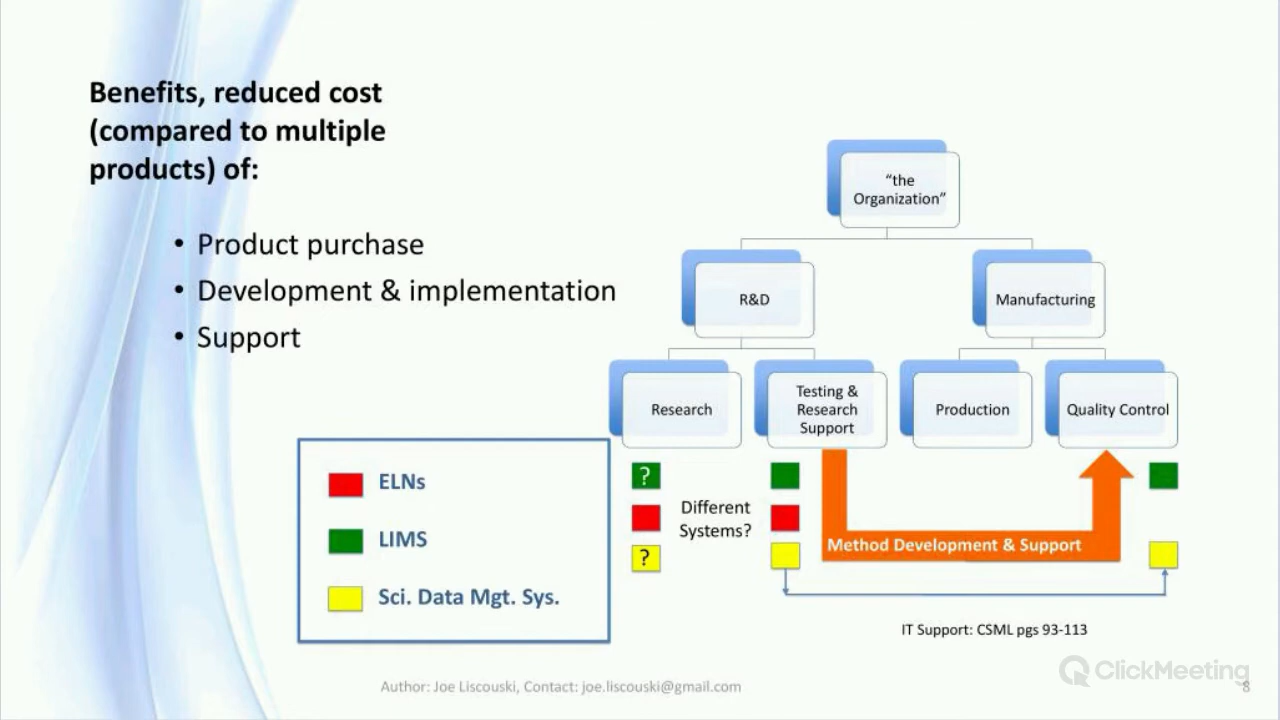 Benefits, reduced cost
(compared to multiple
products) of:
• Product purchase
• Development & implementation
• Support
“the
Organization”
R&D
Manufacturing
Research
Testing &
Research
Support
Production
Quality Control
ELNs
LIMS
Sci. Data Mgt. Sys.
?
Different
Systems?
?
Method Development & Support
IT Support: CSML pgs 93-113
ClickMeeting
Author: Joe Liscouski, Contact: joe.liscouski@gmail.com
8